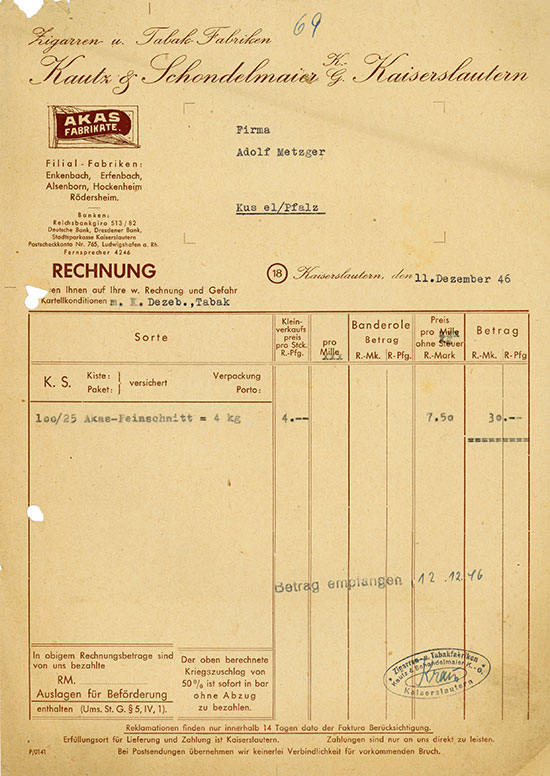 Zigarren- u. Tabak-Fabriken
69
Kautz & Schondelmaier K.G. Kaiserslautern
AKAS
FABRIKATE.
Filial-Fabriken:
Enkenbach, Erfenbach,
Alsenborn, Hockenheim
Rödersheim.
Banken:
Reichsbankgiro 513/82
Deutsche Bank, Dresdener Bank,
Stadtsparkasse Kaiserslautern
Postscheckkonto Nr. 765, Ludwigshafen a. Rh.
Fernsprecher 4246
Firma
Adolf Metzger
Kus el/Pfalz
RECHNUNG
18 Kaiserslautern, den 11.Dezember 46
en Ihnen auf Ihre w. Rechnung und Gefahr
Kartellkonditionen m. K. Dezeb.,Tabak
Sorte
Klein-
verkaufs
preis
pro Stck.
R.-Pfg.
pro
Mille
Banderole
Betrag
R.-Mk. R-Pfg.
Preis
pro Mille
ohne Steuer
R.-Mark
Betrag
R.-Mk. R-Pfg
K. S. Kiste: } versichert Verpackung
Paket: } Porto:
100/25 Akas-Feinschnitt = 4 kg 4.-- 7.50 30.--
Betrag empfangen 12.12.46
Zigarren- u. Tabakfabriken
Kautz & Schondelmaier K.-G.
Kaiserslautern
In obigem Rechnungsbetrage sind
von uns bezahlte
RM.
Auslagen für Beförderung
enthalten (Ums. St. G. § 5, IV, 1).
Der oben berechnete
Kriegszuschlag von
50% ist sofort in bar
ohne Abzug
zu bezahlen.
Reklamationen finden nur innerhalb 14 Tagen dato der Faktura Berücksichtigung.
Erfüllungsort für Lieferung und Zahlung ist Kaiserslautern. Zahlungen sind nur an uns direkt zu leisten.
P/0141 Bei Postsendungen übernehmen wir keinerlei Verbindlichkeit für vorkommenden Bruch.